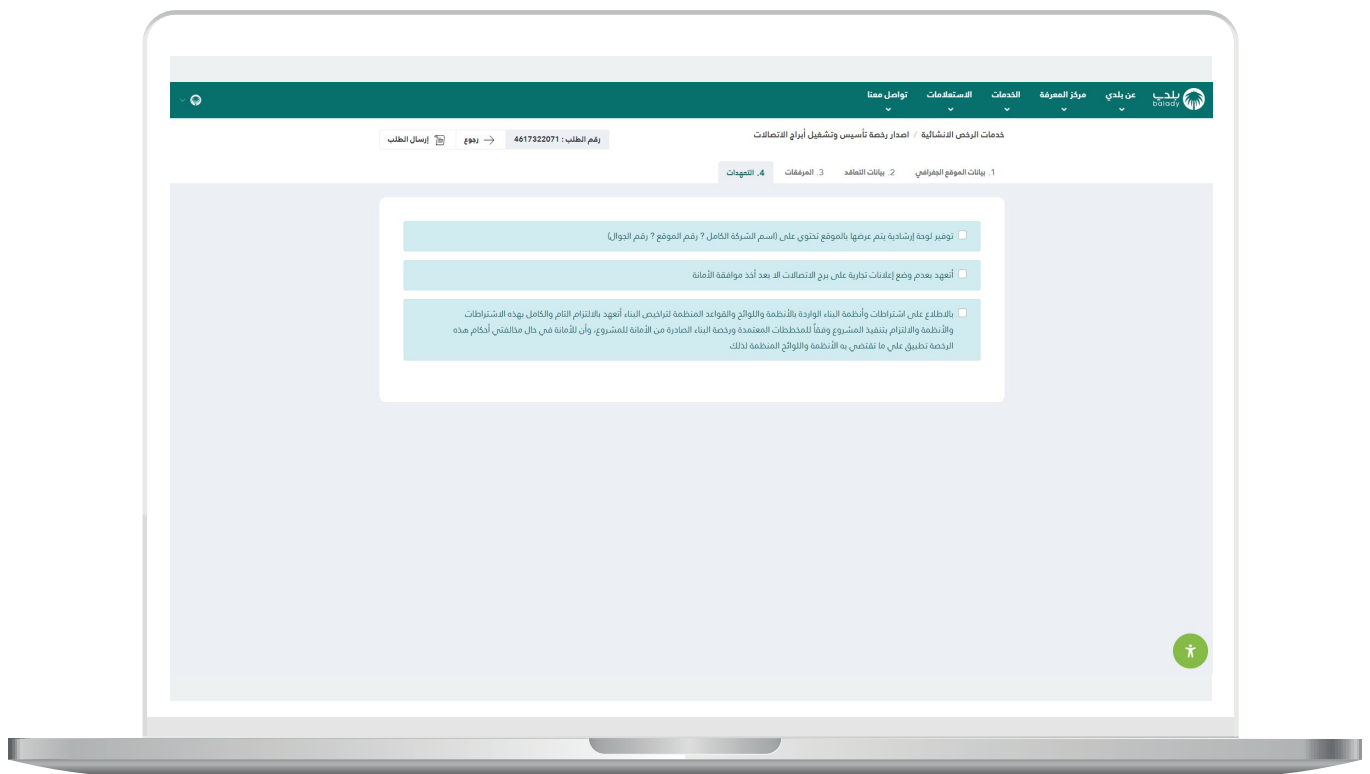 بلدي balady عن بلدي مركز المعرفة الخدمات الاستعلامات تواصل معنا
خدمات الرخص الانشائية / اصدار رخصة تأسيس وتشغيل أبراج الاتصالات رقم الطلب : 4617322071 رجوع إرسال الطلب
1. بيانات الموقع الجغرافي 2. بيانات التعاقد 3. المرفقات 4. التعهدات
توفير لوحة إرشادية يتم عرضها بالموقع تحتوي على (اسم الشركة الكامل ? رقم الموقع ? رقم الجوال)
أتعهد بعدم وضع إعلانات تجارية على برج الاتصالات الا بعد أخذ موافقة الأمانة
بالاطلاع على اشتراطات وأنظمة البناء الواردة بالأنظمة واللوائح والقواعد المنظمة لتراخيص البناء أتعهد بالالتزام التام والكامل بهذه الاشتراطات
والأنظمة والالتزام بتنفيذ المشروع وفقاً للمخططات المعتمدة ورخصة البناء الصادرة من الأمانة للمشروع، وأن للأمانة في حال مخالفتي أحكام هذه
الرخصة تطبيق علي ما تقتضي به الأنظمة واللوائح المنظمة لذلك